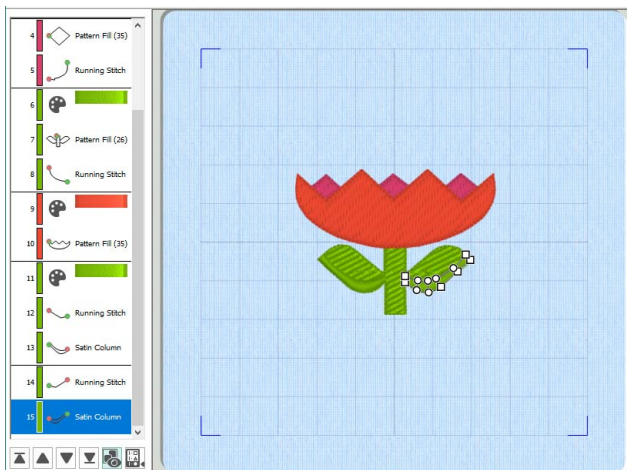 4 Pattern Fill (35)
5 Running Stitch
6
7 Pattern Fill (26)
8 Running Stitch
9
10 Pattern Fill (35)
11
12 Running Stitch
13 Satin Column
14 Running Stitch
15 Satin Column